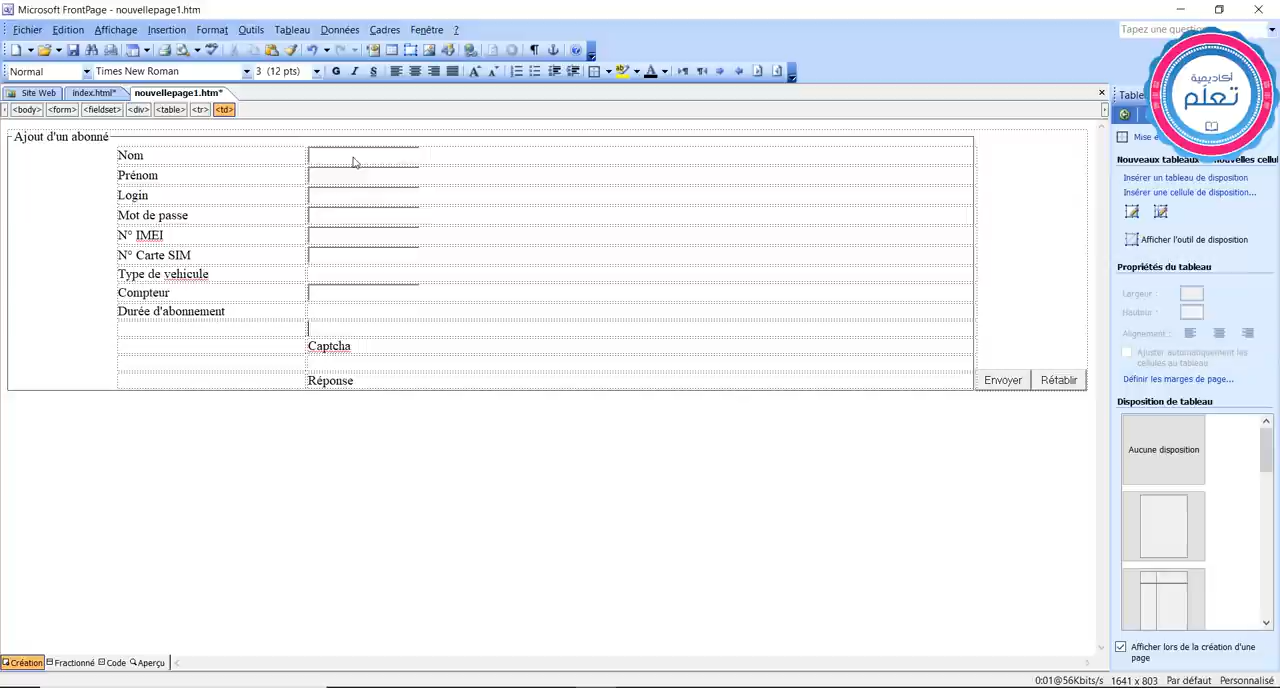 Microsoft FrontPage - nouvellepage1.htm
Fichier Edition Affichage Insertion Format Outils Tableau Données Cadres Fenêtre ?
Tapez une question
Normal Times New Roman 3 (12 pts) G I S
Site Web index.html* nouvellepage1.htm*
<body> <form> <fieldset> <div> <table> <tr> <td>
أكاديمية
تعلّم
Ajout d'un abonné
Nom
Prénom
Login
Mot de passe
N° IMEI
N° Carte SIM
Type de vehicule
Compteur
Durée d'abonnement
Captcha
Réponse
Envoyer Rétablir
Nouveaux tableaux
Insérer un tableau de disposition
Insérer une cellule de disposition...
Afficher l'outil de disposition
Propriétés du tableau
Largeur :
Hauteur :
Alignement :
Ajuster automatiquement les
cellules au tableau
Définir les marges de page...
Disposition de tableau
Aucune disposition
Afficher lors de la création d'une
page
Création Fractionné Code Aperçu
0:01@56Kbits/s 1641 x 803 Par défaut Personnalisé